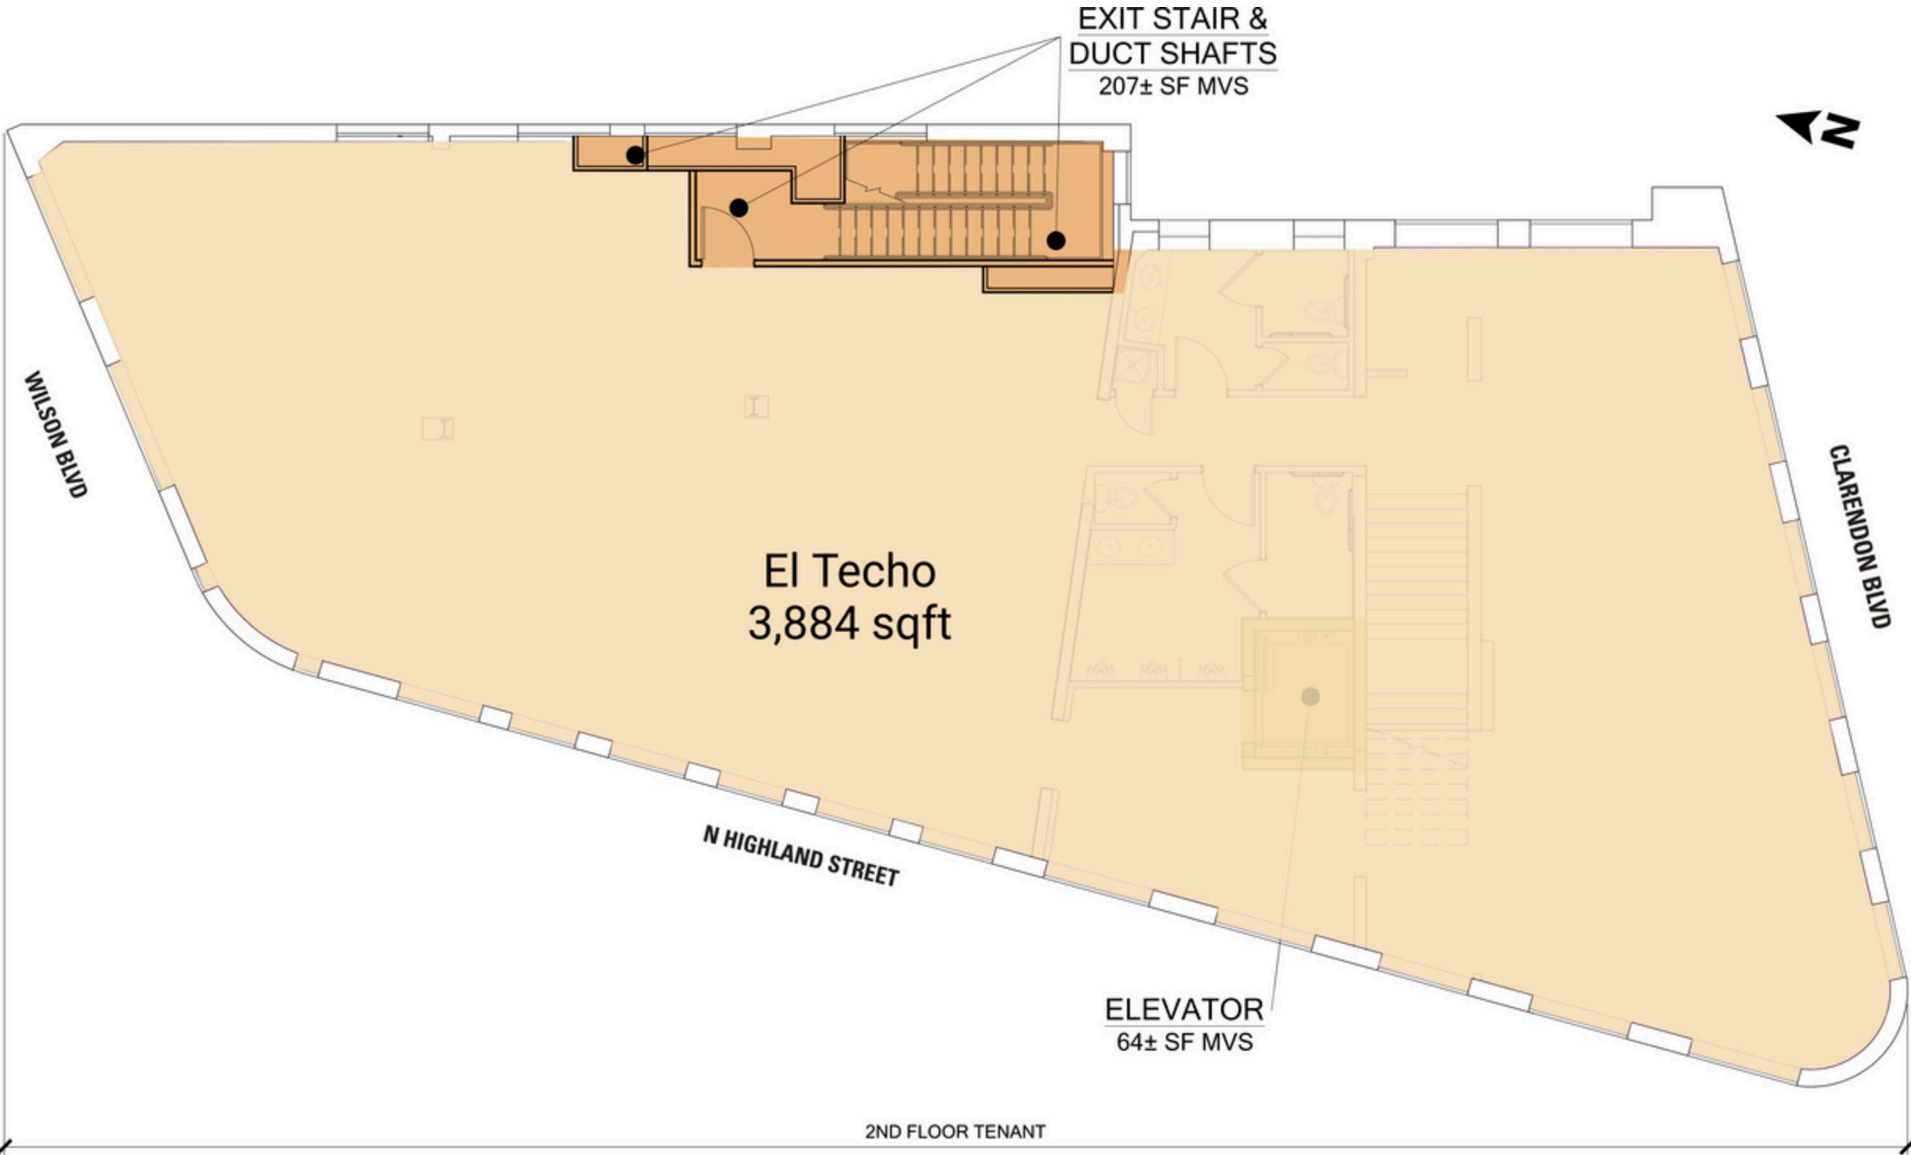 EXIT STAIR &
DUCT SHAFTS
207± SF MVS
N
WILSON BLVD
CLARENDON BLVD
El Techo
3,884 sqft
N HIGHLAND STREET
ELEVATOR
64± SF MVS
2ND FLOOR TENANT